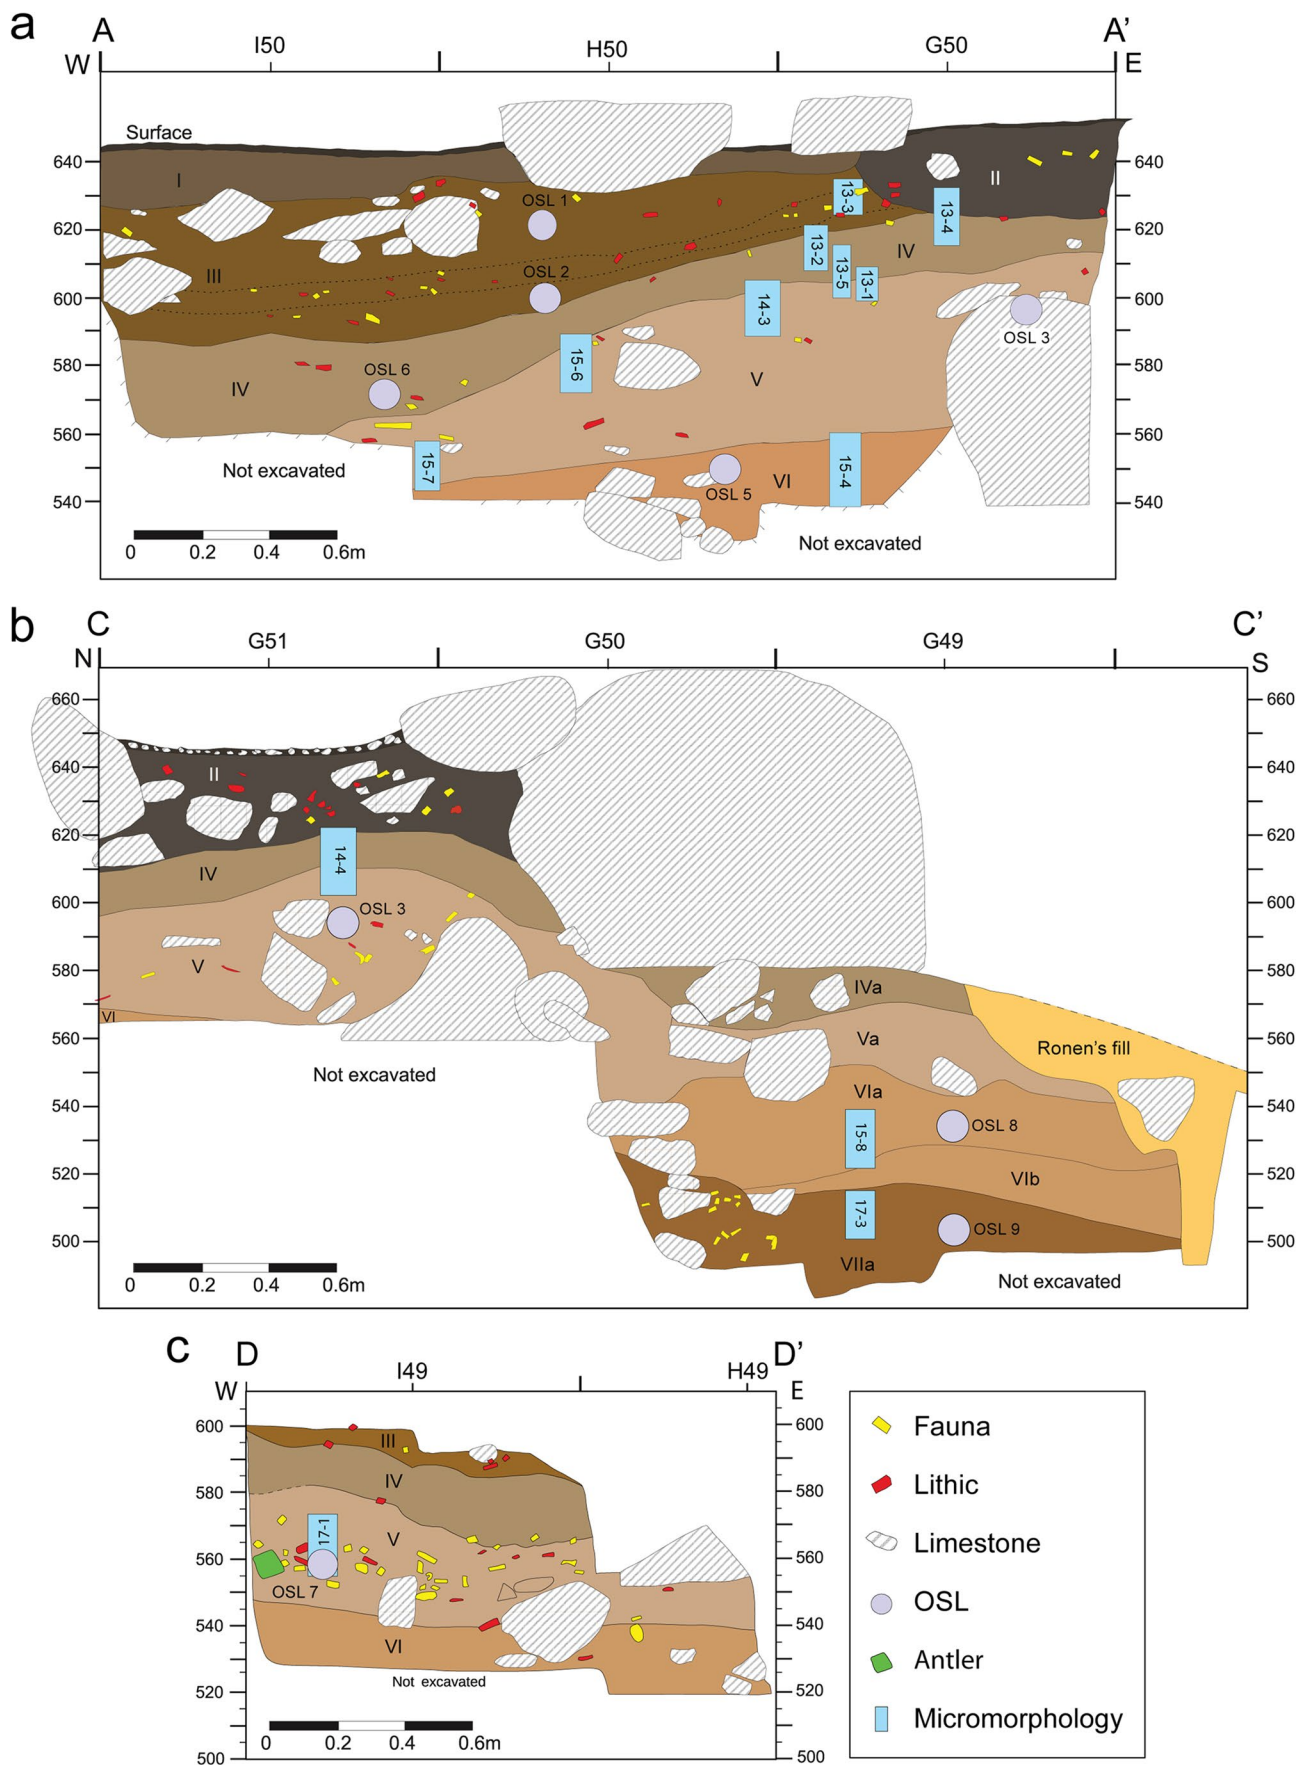 a
A A'
W I50 H50 G50 E
Surface
640 640
I
II
13-3
13-4
OSL 1
620 620
13-2
IV
III
OSL 2
13-5
13-1
600 600
14-3
OSL 3
15-6
580 580
OSL 6
IV
V
560 560
15-7
15-4
Not excavated
OSL 5
VI
540 540
Not excavated
0 0.2 0.4 0.6m
b
C C'
N G51 G50 G49 S
660 660
640 640
II
620 620
14-4
IV
600 600
OSL 3
V
580 580
IVa
VI
560 560
Va
Ronen's fill
Not excavated
VIa
540 540
15-8
OSL 8
520 520
VIb
17-3
OSL 9
500 500
VIIa
0 0.2 0.4 0.6m
Not excavated
c
D D'
W I49 H49 E
600 600
III
IV
580 580
17-1
V
560 560
OSL 7
540 540
VI
Not excavated
520 520
0 0.2 0.4 0.6m
500 500
Fauna
Lithic
Limestone
OSL
Antler
Micromorphology